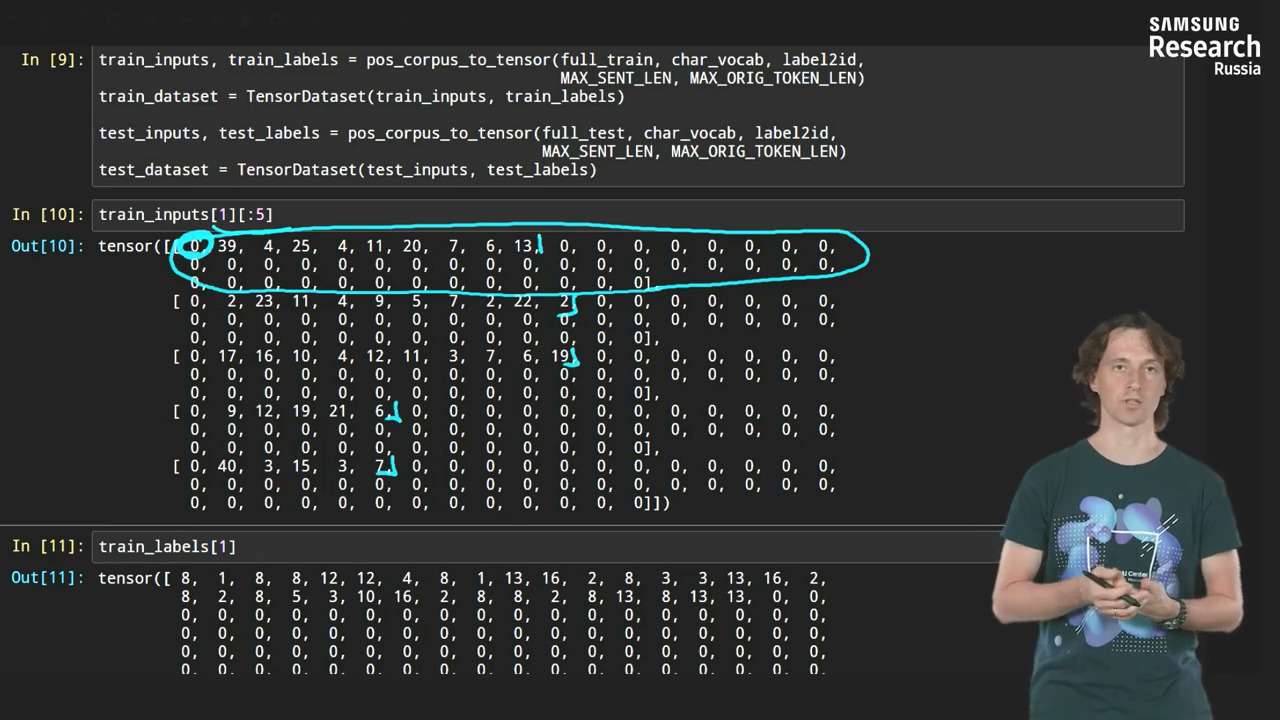 SAMSUNG
Research
Russia
In [9]: train_inputs, train_labels = pos_corpus_to_tensor(full_train, char_vocab, label2id,
MAX_SENT_LEN, MAX_ORIG_TOKEN_LEN)
train_dataset = TensorDataset(train_inputs, train_labels)
test_inputs, test_labels = pos_corpus_to_tensor(full_test, char_vocab, label2id,
MAX_SENT_LEN, MAX_ORIG_TOKEN_LEN)
test_dataset = TensorDataset(test_inputs, test_labels)
In [10]: train_inputs[1][:5]
Out[10]: tensor([[ 0, 39, 4, 25, 4, 11, 20, 7, 6, 13, 0, 0, 0, 0, 0, 0, 0, 0,
0, 0, 0, 0, 0, 0, 0, 0, 0, 0, 0, 0, 0, 0, 0, 0, 0, 0,
0, 0, 0, 0, 0, 0, 0, 0, 0, 0, 0, 0, 0],
[ 0, 2, 23, 11, 4, 9, 5, 7, 2, 22, 2, 0, 0, 0, 0, 0, 0, 0,
0, 0, 0, 0, 0, 0, 0, 0, 0, 0, 0, 0, 0, 0, 0, 0, 0, 0,
0, 0, 0, 0, 0, 0, 0, 0, 0, 0, 0, 0, 0],
[ 0, 17, 16, 10, 4, 12, 11, 3, 7, 6, 19, 0, 0, 0, 0, 0, 0, 0,
0, 0, 0, 0, 0, 0, 0, 0, 0, 0, 0, 0, 0, 0, 0, 0, 0, 0,
0, 0, 0, 0, 0, 0, 0, 0, 0, 0, 0, 0, 0],
[ 0, 9, 12, 19, 21, 6, 0, 0, 0, 0, 0, 0, 0, 0, 0, 0, 0, 0,
0, 0, 0, 0, 0, 0, 0, 0, 0, 0, 0, 0, 0, 0, 0, 0, 0, 0,
0, 0, 0, 0, 0, 0, 0, 0, 0, 0, 0, 0, 0],
[ 0, 40, 3, 15, 3, 7, 0, 0, 0, 0, 0, 0, 0, 0, 0, 0, 0, 0,
0, 0, 0, 0, 0, 0, 0, 0, 0, 0, 0, 0, 0, 0, 0, 0, 0, 0,
0, 0, 0, 0, 0, 0, 0, 0, 0, 0, 0, 0, 0]])
In [11]: train_labels[1]
Out[11]: tensor([ 8, 1, 8, 8, 12, 12, 4, 8, 1, 13, 16, 2, 8, 3, 3, 13, 16, 2,
8, 2, 8, 5, 3, 10, 16, 2, 8, 8, 2, 8, 13, 8, 13, 13, 0, 0,
0, 0, 0, 0, 0, 0, 0, 0, 0, 0, 0, 0, 0, 0, 0, 0, 0, 0,
0, 0, 0, 0, 0, 0, 0, 0, 0, 0, 0, 0, 0, 0, 0, 0, 0, 0,
0, 0, 0, 0, 0, 0, 0, 0, 0, 0, 0, 0, 0, 0, 0, 0, 0, 0,
0, 0, 0, 0, 0, 0, 0, 0, 0, 0, 0, 0, 0, 0, 0, 0, 0, 0,
Center